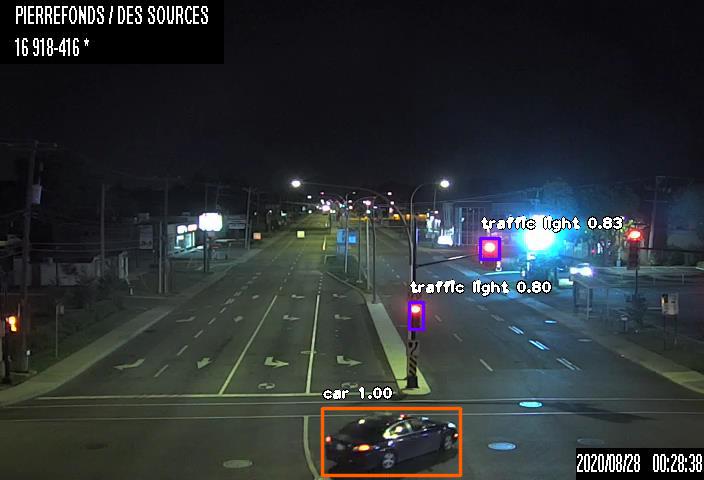 PIERREFONDS / DES SOURCES
16 918-416 *
traffic light 0.83
traffic light 0.80
car 1.00
2020/08/28 00:28:38